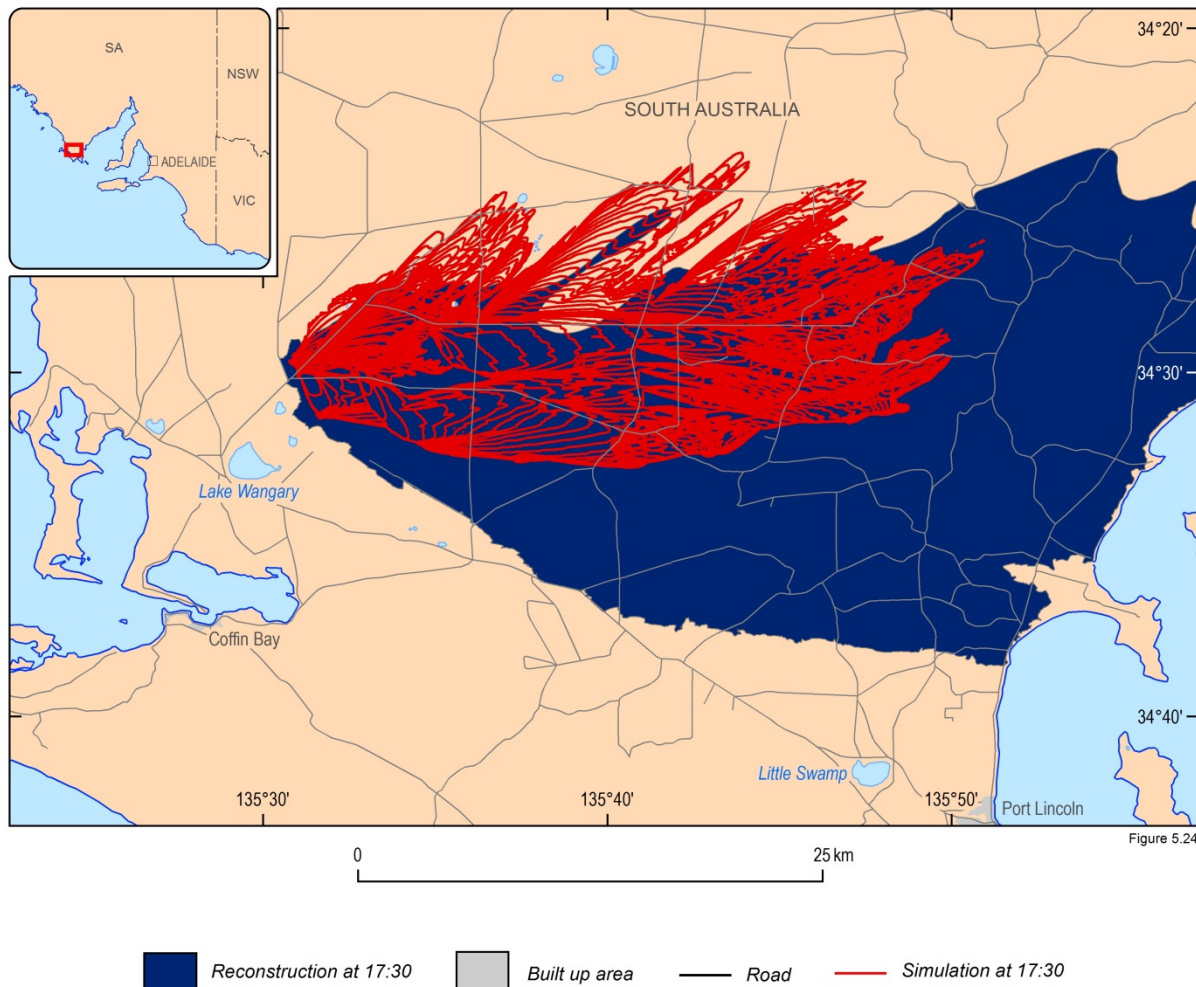 SA
NSW
ADELAIDE
VIC
34°20'
SOUTH AUSTRALIA
34°30'
Lake Wangary
Coffin Bay
34°40'
Little Swamp
135°30'
135°40'
135°50'
Port Lincoln
Figure 5.24
0
25 km
Reconstruction at 17:30
Built up area
Road
Simulation at 17:30